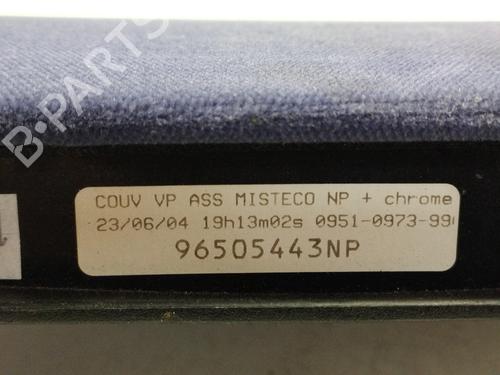 B-PARTS
COUV VP ASS MISTECO NP + chrome
23/06/04 19h13m02s 0951-0973-99
96505443NP